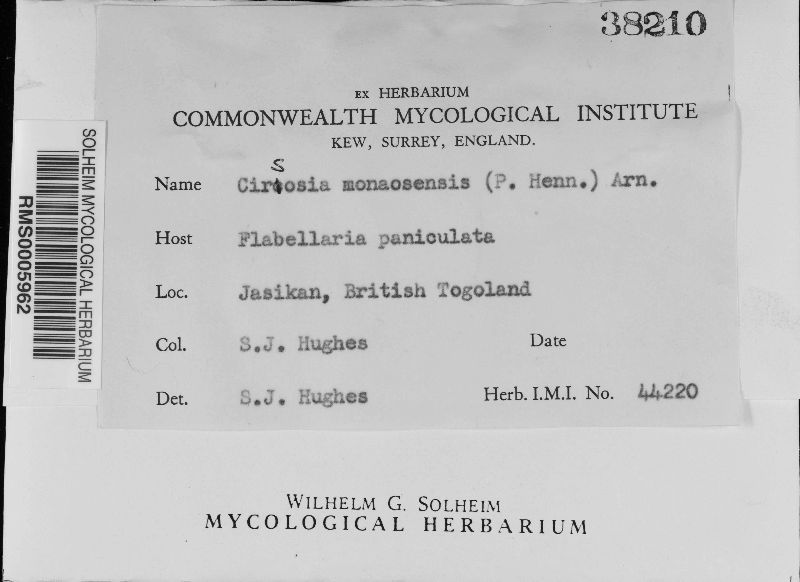 38210
EX HERBARIUM
COMMONWEALTH MYCOLOGICAL INSTITUTE
KEW, SURREY, ENGLAND.
Name Cirsosia monaosensis (P. Henn.) Arn.
Host Flabellaria paniculata
Loc. Jasikan, British Togoland
Col. S.J. Hughes Date
Det. S.J. Hughes Herb. I.M.I. No. 44220
SOLHEIM MYCOLOGICAL HERBARIUM
RMS0005962
WILHELM G. SOLHEIM
MYCOLOGICAL HERBARIUM